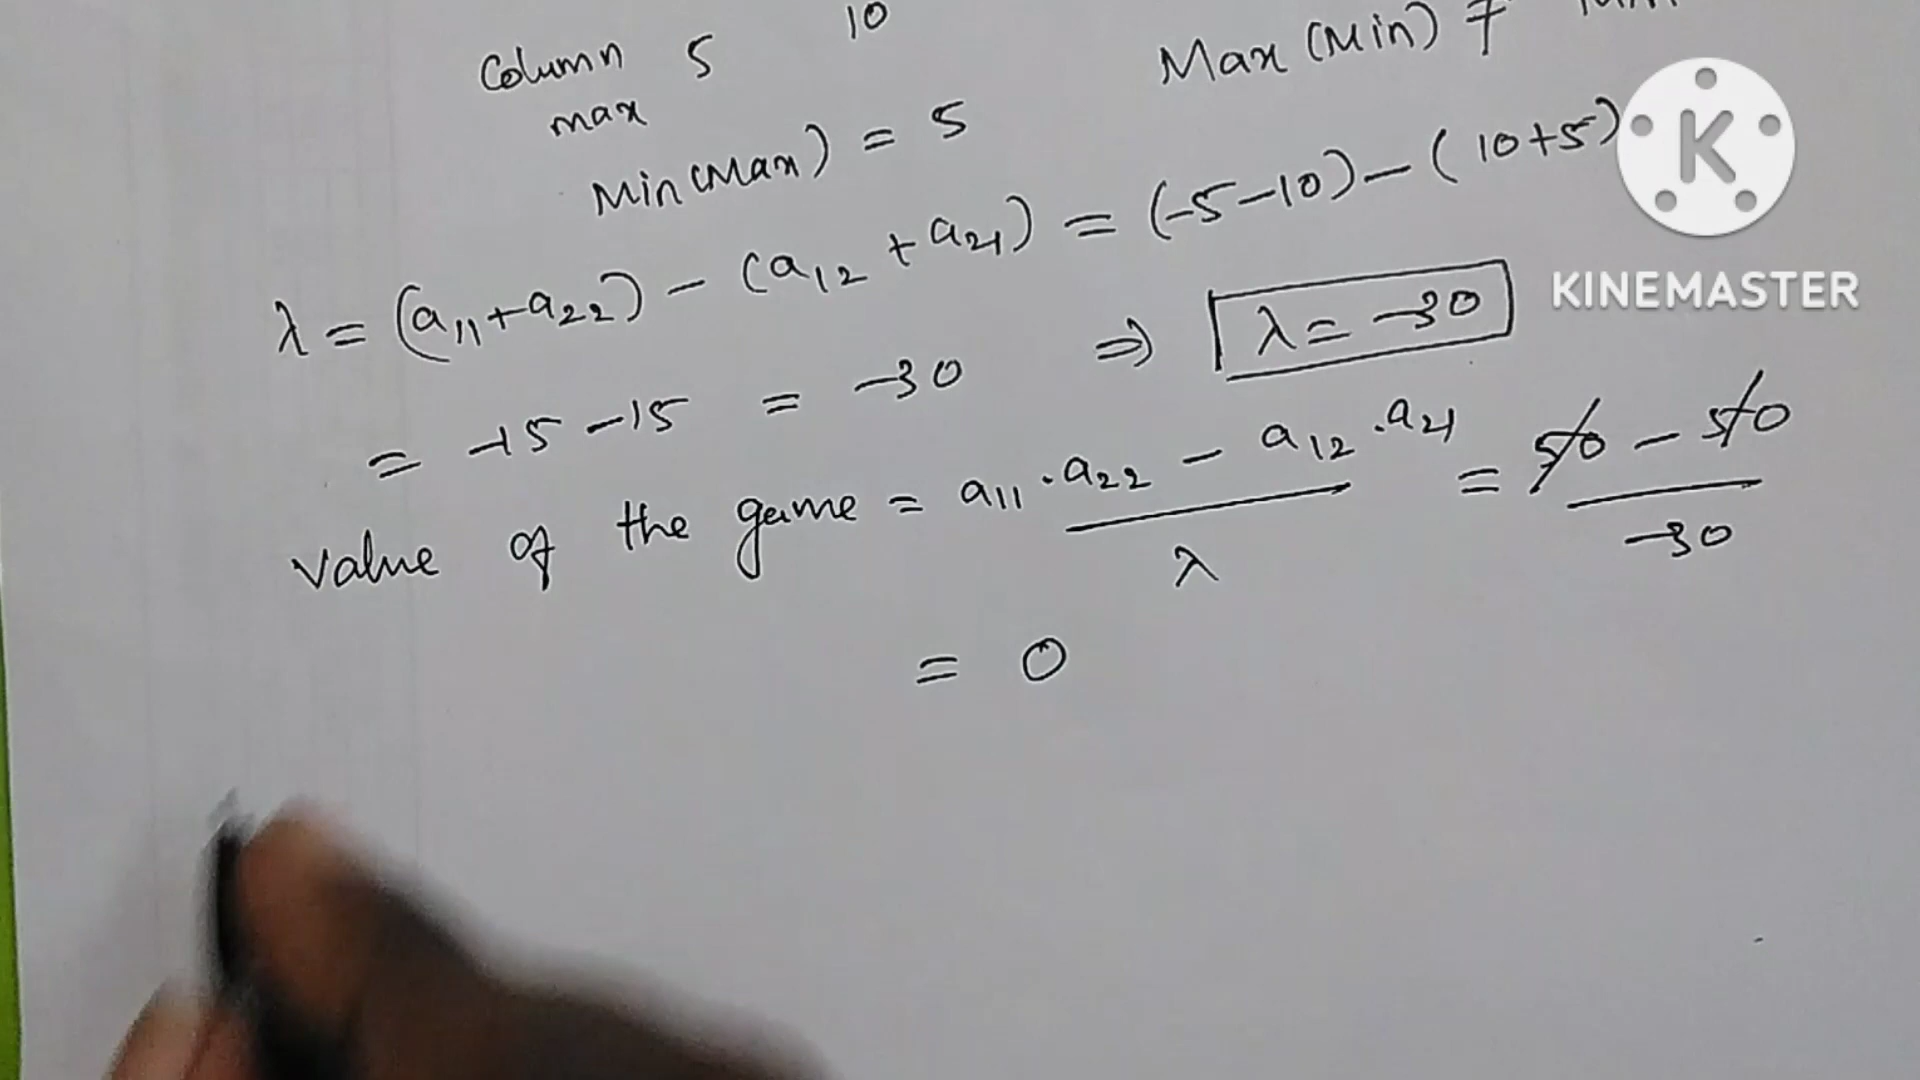 Column 5 10
max
Max (Min) ≠
Min(Max) = 5
λ = (a11+a22) - (a12 + a21) = (-5-10) - (10+5)
= -15 -15 = -30 ⇒ λ = -30
value of the game = a11 . a22 - a12 . a21 / λ = 50 - 50 / -30
= 0
K
KINEMASTER